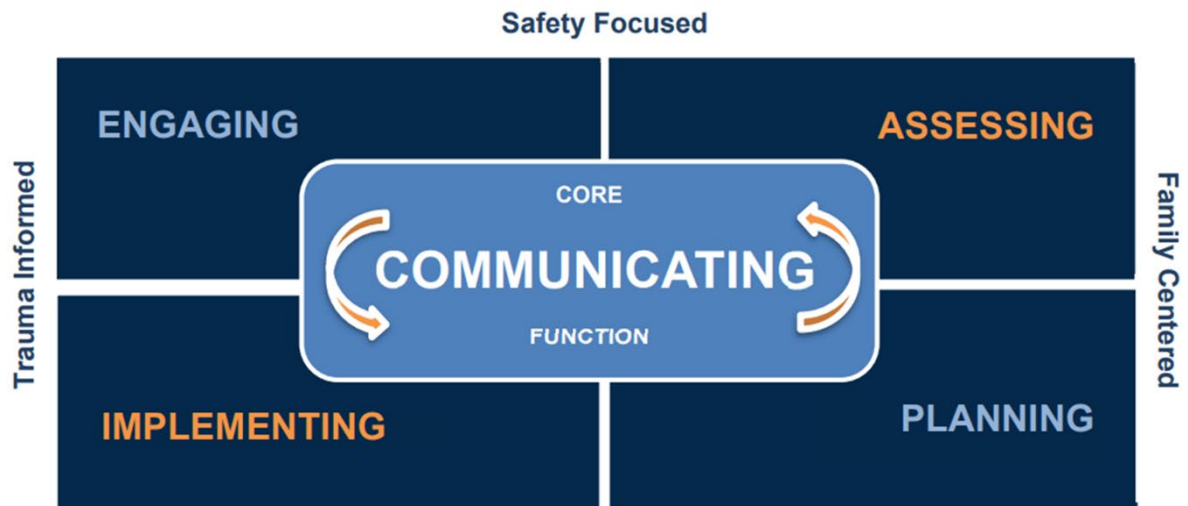 Safety Focused
ENGAGING
ASSESSING
Trauma Informed
Family Centered
CORE
COMMUNICATING
FUNCTION
IMPLEMENTING
PLANNING